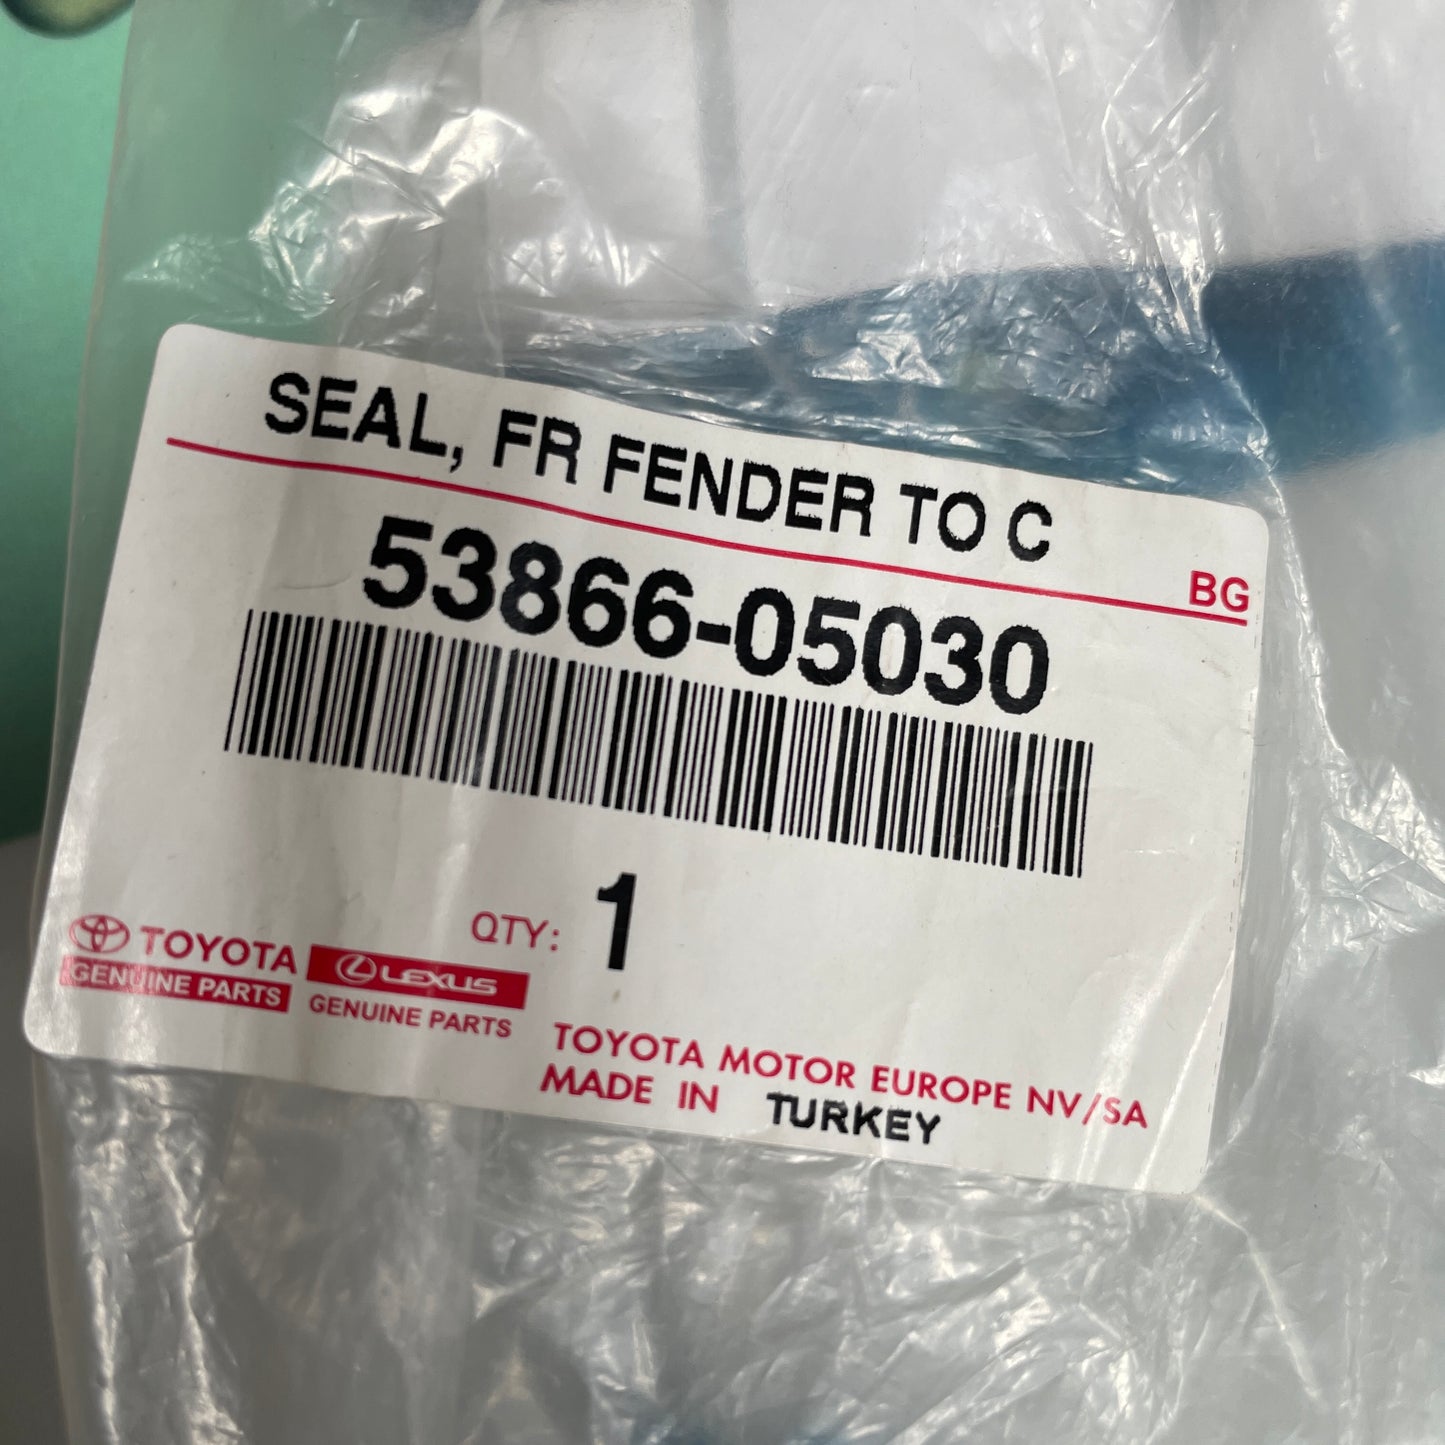 SEAL, FR FENDER TO C
BG
53866-05030
QTY: 1
TOYOTA
GENUINE PARTS
LEXUS
GENUINE PARTS
TOYOTA MOTOR EUROPE NV/SA
MADE IN TURKEY